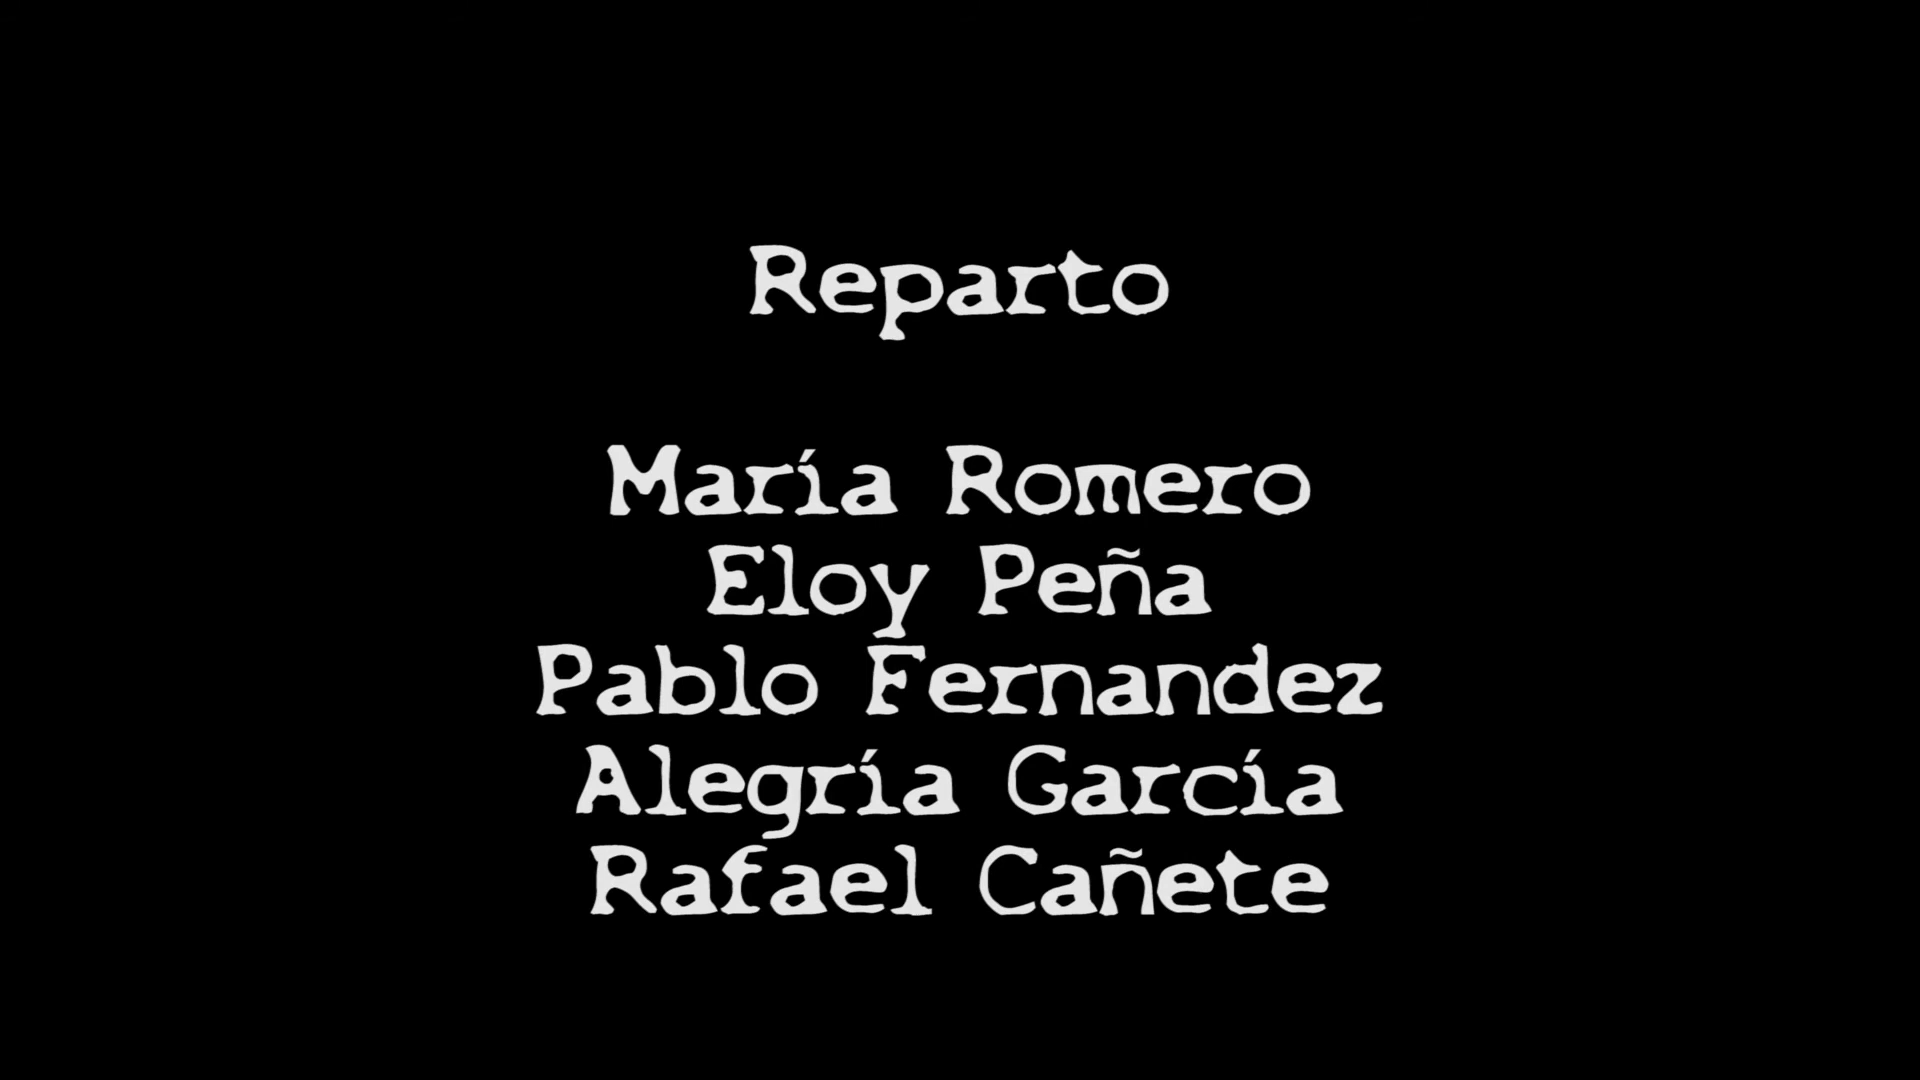 Reparto
María Romero
Eloy Peña
Pablo Fernandez
Alegría García
Rafael Cañete